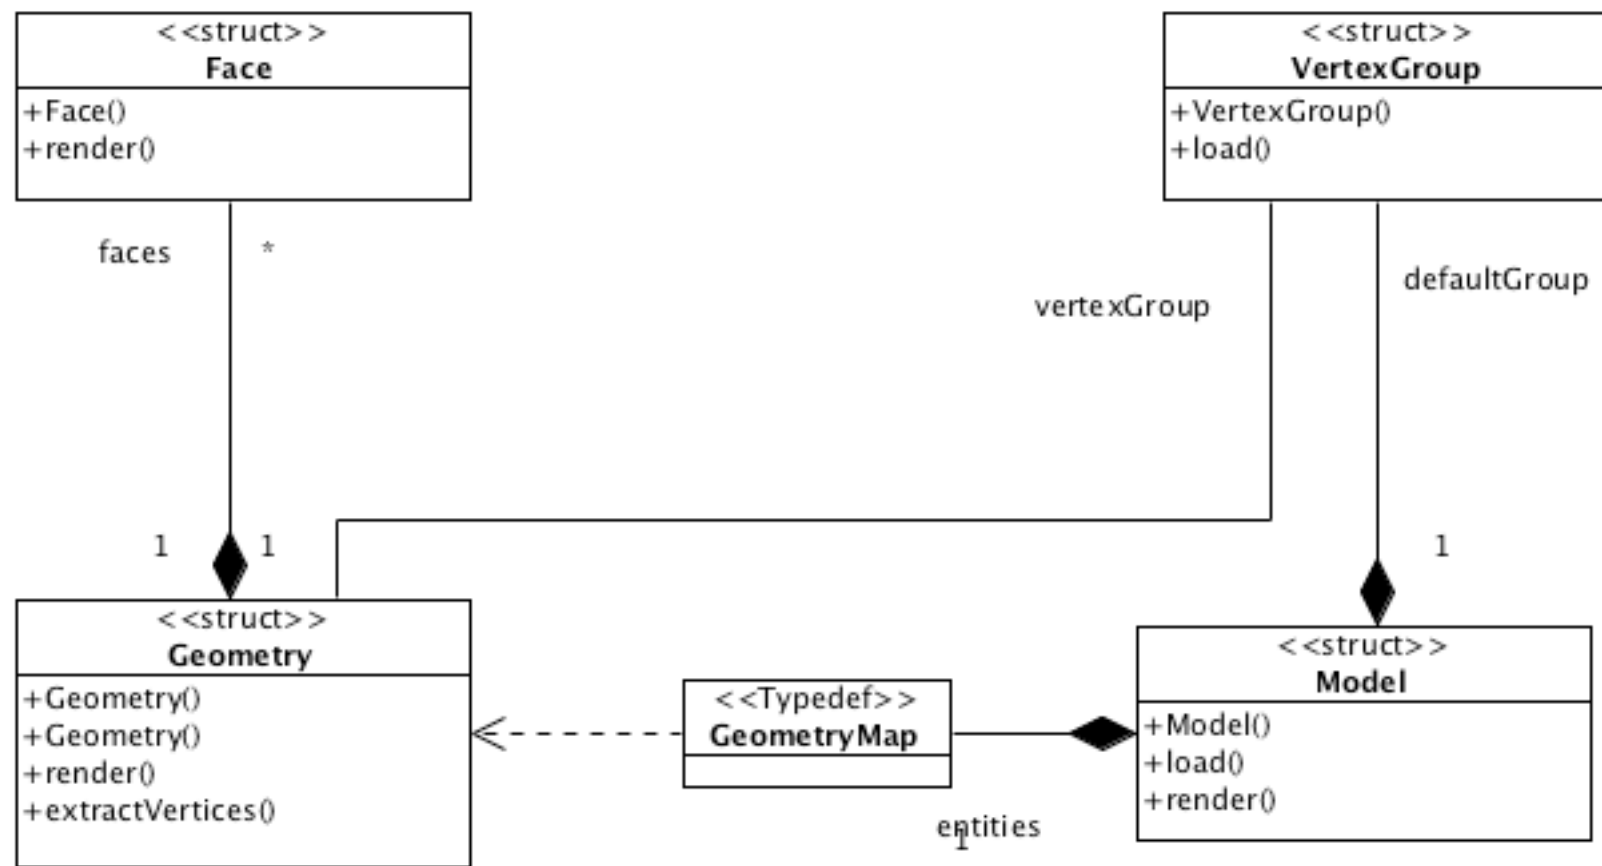 <<struct>>
Face
+Face()
+render()
<<struct>>
VertexGroup
+VertexGroup()
+load()
faces
*
vertexGroup
defaultGroup
1
1
1
<<struct>>
Geometry
+Geometry()
+Geometry()
+render()
+extractVertices()
<<Typedef>>
GeometryMap
<<struct>>
Model
+Model()
+load()
+render()
entities
1